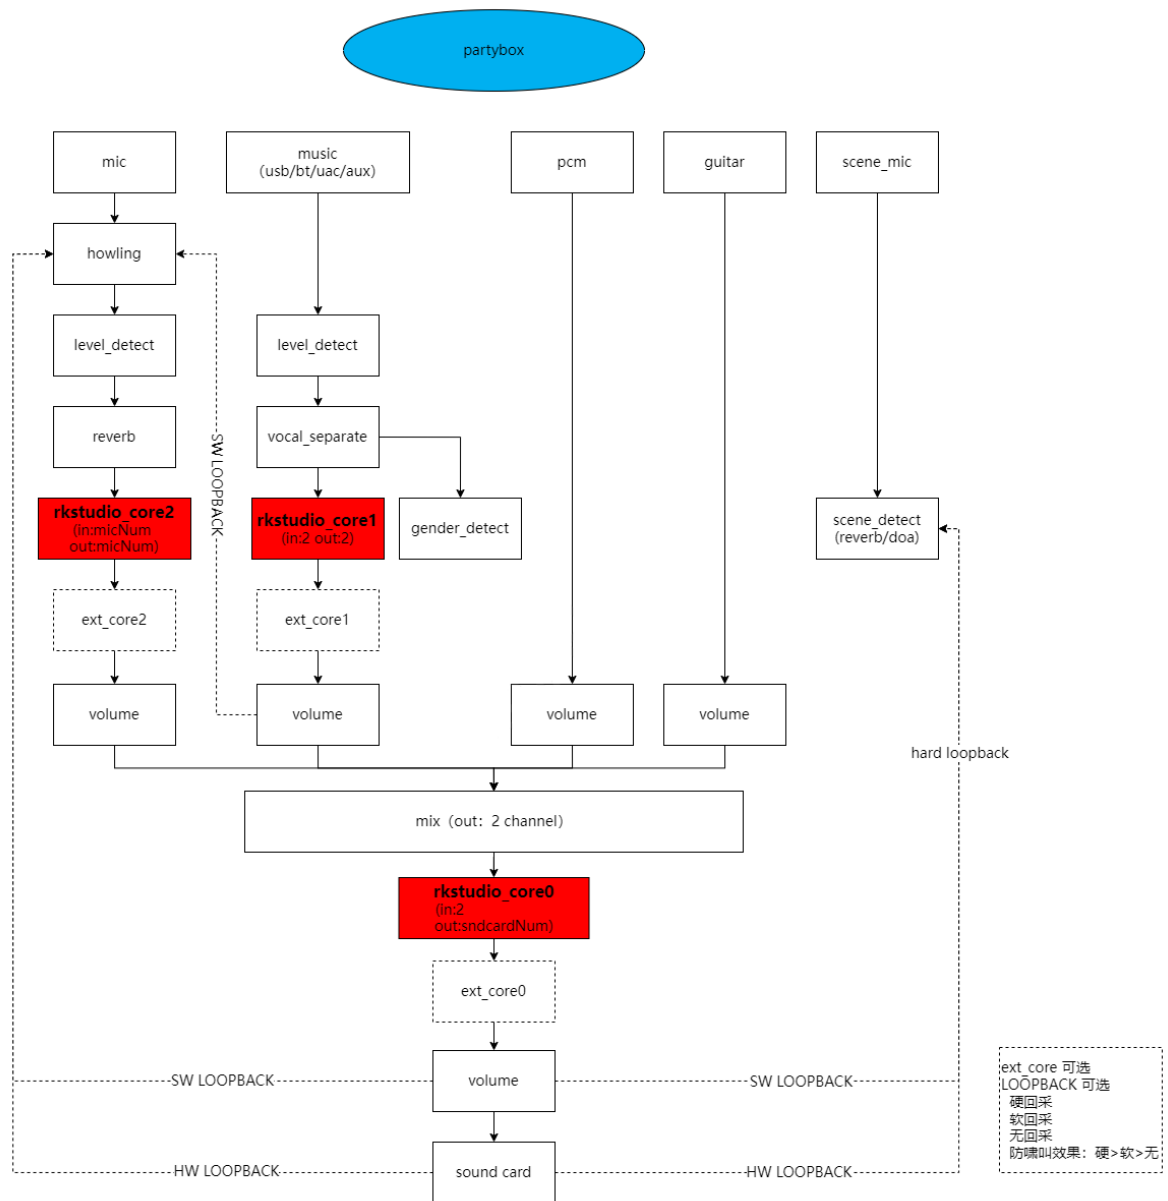 partybox
mic
music
(usb/bt/uac/aux)
pcm
guitar
scene_mic
howling
level_detect
level_detect
reverb
vocal_separate
SW LOOPBACK
rkstudio_core2
(in:micNum
out:micNum)
rkstudio_core1
(in:2 out:2)
gender_detect
scene_detect
(reverb/doa)
ext_core2
ext_core1
volume
volume
volume
volume
hard loopback
mix（out：2 channel）
rkstudio_core0
(in:2
out:sndcardNum)
ext_core0
SW LOOPBACK
volume
SW LOOPBACK
HW LOOPBACK
sound card
HW LOOPBACK
ext_core 可选
LOOPBACK 可选
硬回采
软回采
无回采
防啸叫效果：硬>软>无